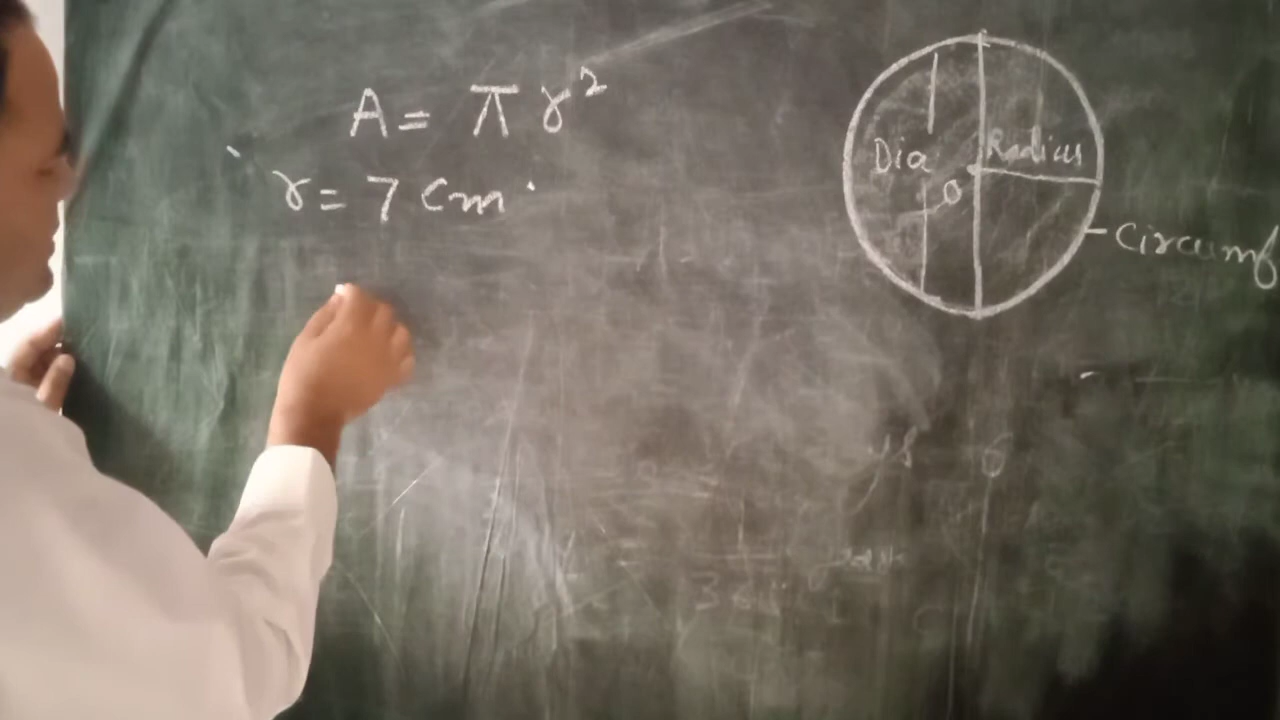 A = π r²
r = 7 cm
Dia
Radius
O
Circumf